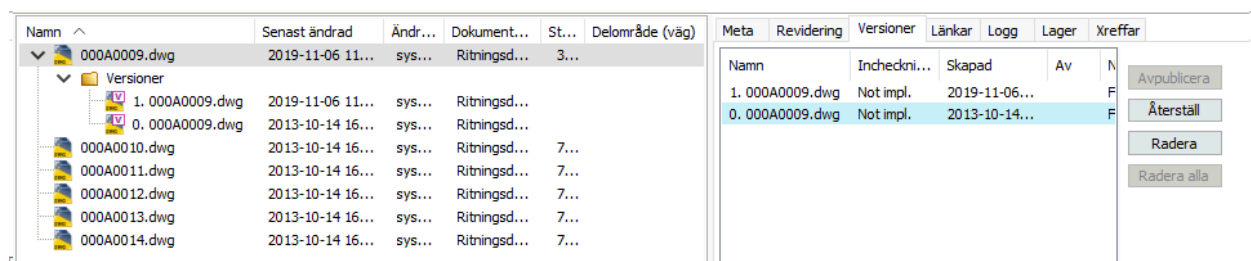 Namn Senast ändrad Ändr... Dokument... St... Delområde (väg)
000A0009.dwg 2019-11-06 11... sys... Ritningsd... 3...
Versioner
1. 000A0009.dwg 2019-11-06 11... sys... Ritningsd...
0. 000A0009.dwg 2013-10-14 16... sys... Ritningsd...
000A0010.dwg 2013-10-14 16... sys... Ritningsd... 7...
000A0011.dwg 2013-10-14 16... sys... Ritningsd... 7...
000A0012.dwg 2013-10-14 16... sys... Ritningsd... 7...
000A0013.dwg 2013-10-14 16... sys... Ritningsd... 7...
000A0014.dwg 2013-10-14 16... sys... Ritningsd... 7...
Meta Revidering Versioner Länkar Logg Lager Xreffar
Namn Incheckni... Skapad Av N
1. 000A0009.dwg Not impl. 2019-11-06... F
0. 000A0009.dwg Not impl. 2013-10-14... F
Avpublicera
Återställ
Radera
Radera alla